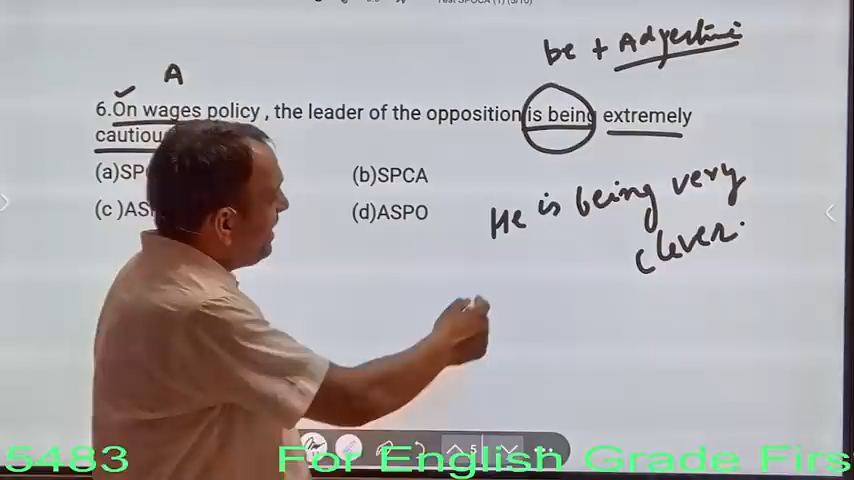 be + Adjective
A
6.On wages policy , the leader of the opposition is being extremely
cautiou
(a)SP
(b)SPCA
(c )AS
(d)ASPO
He is being very
clever.
5
5483
For English Grade Firs